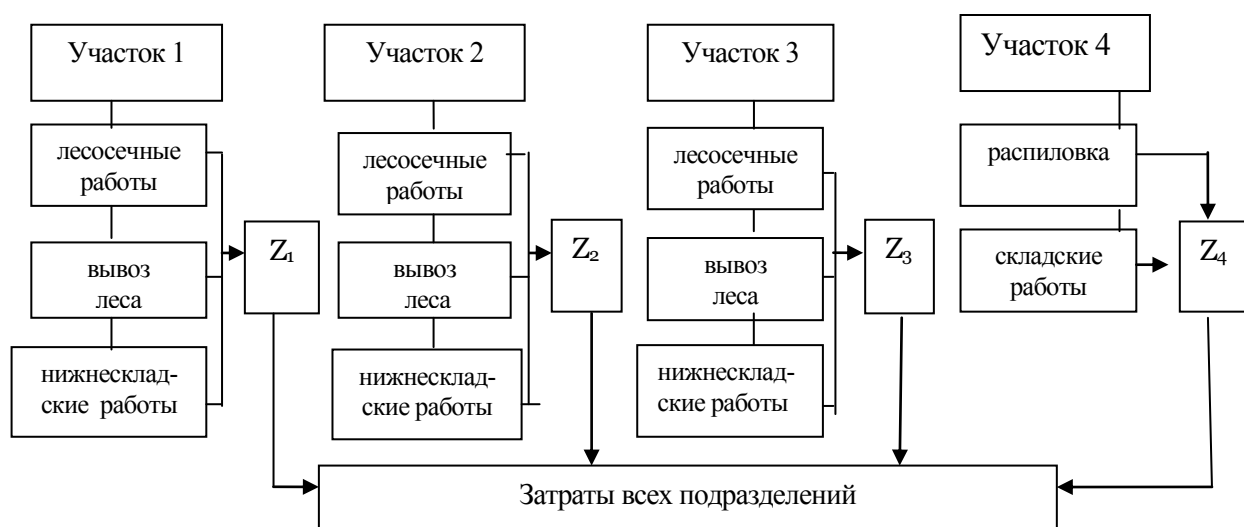 Участок 1
лесосечные
работы
вывоз
леса
нижнесклад-
ские работы
Z₁
Участок 2
лесосечные
работы
вывоз
леса
нижнесклад-
ские работы
Z₂
Участок 3
лесосечные
работы
вывоз
леса
нижнесклад-
ские работы
Z₃
Участок 4
распиловка
складские
работы
Z₄
Затраты всех подразделений